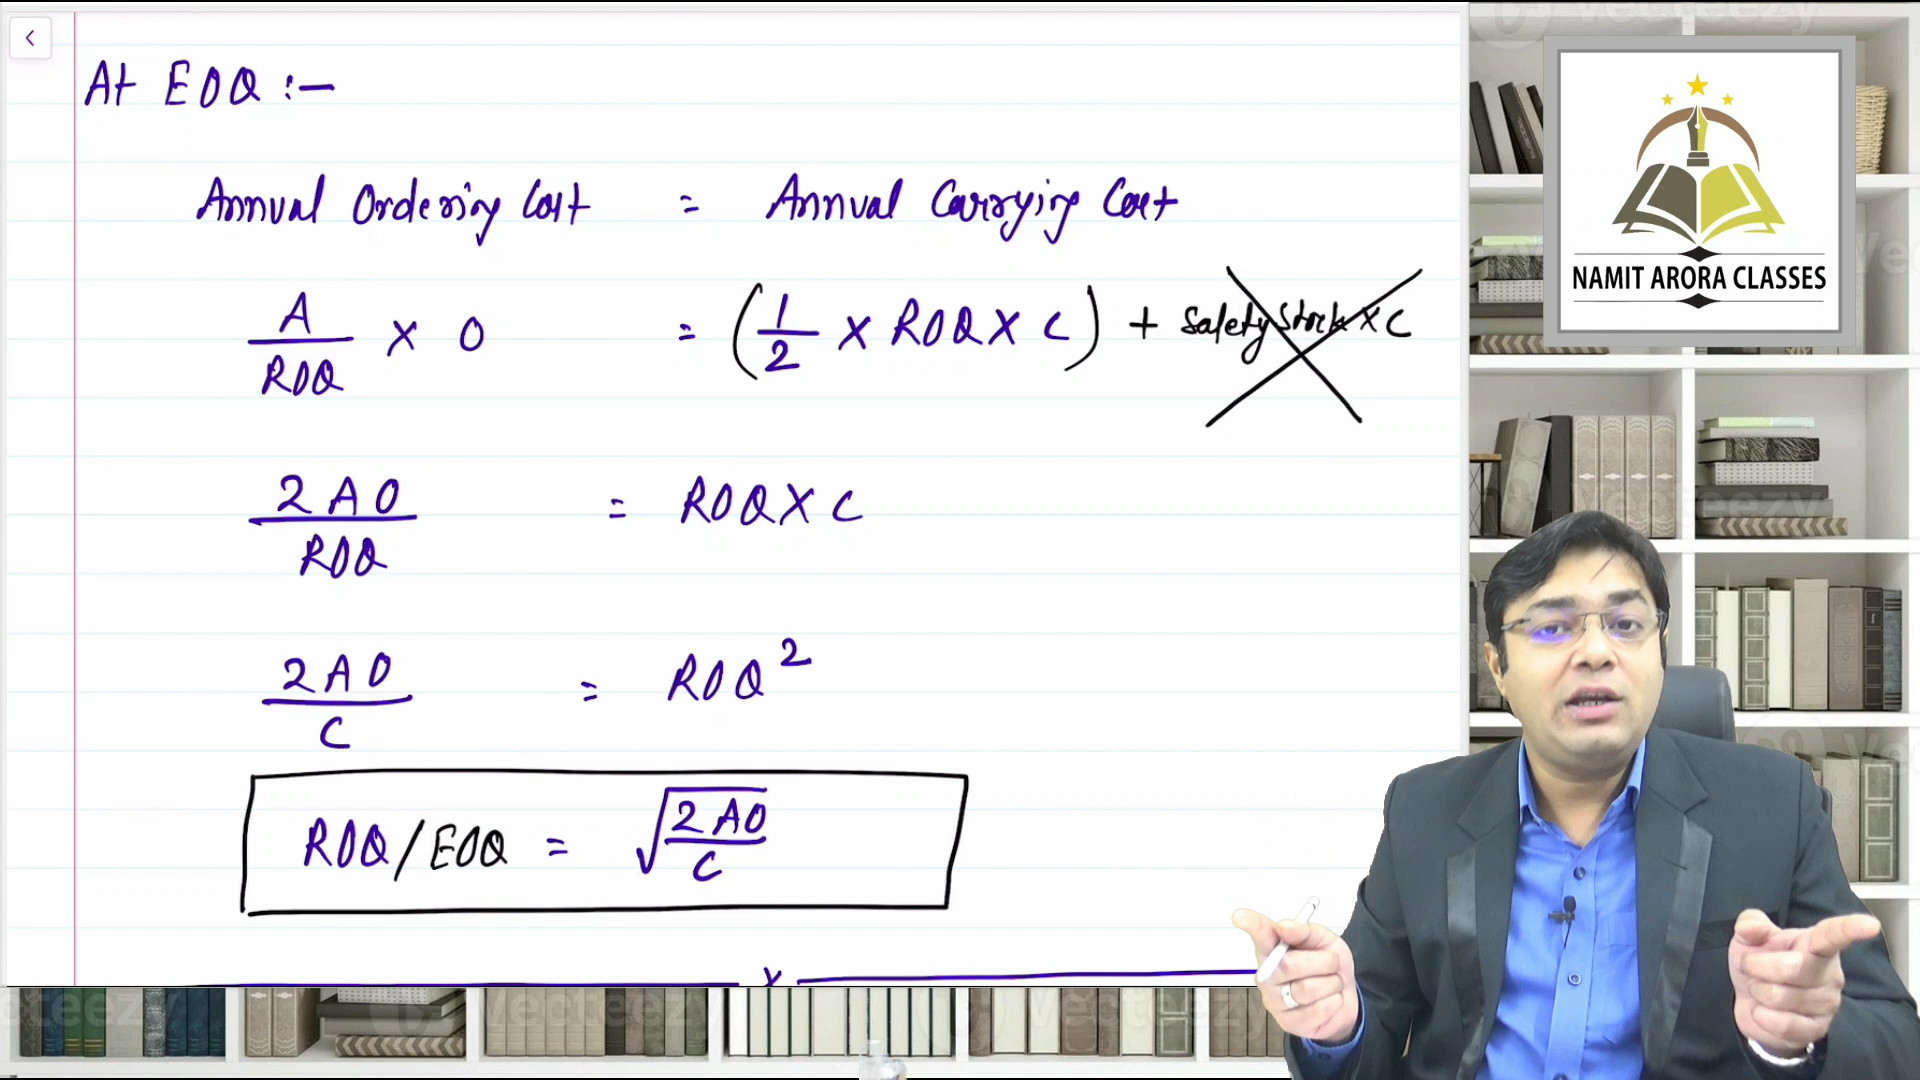 At EOQ :-
Annual Ordering Cost = Annual Carrying Cost
A/ROQ × O = (1/2 × ROQ × C) + Safety Stock × C
2AO/ROQ = ROQ × C
2AO/C = ROQ²
ROQ/EOQ = √(2AO/C)
x
NAMIT ARORA CLASSES
Vecteezy